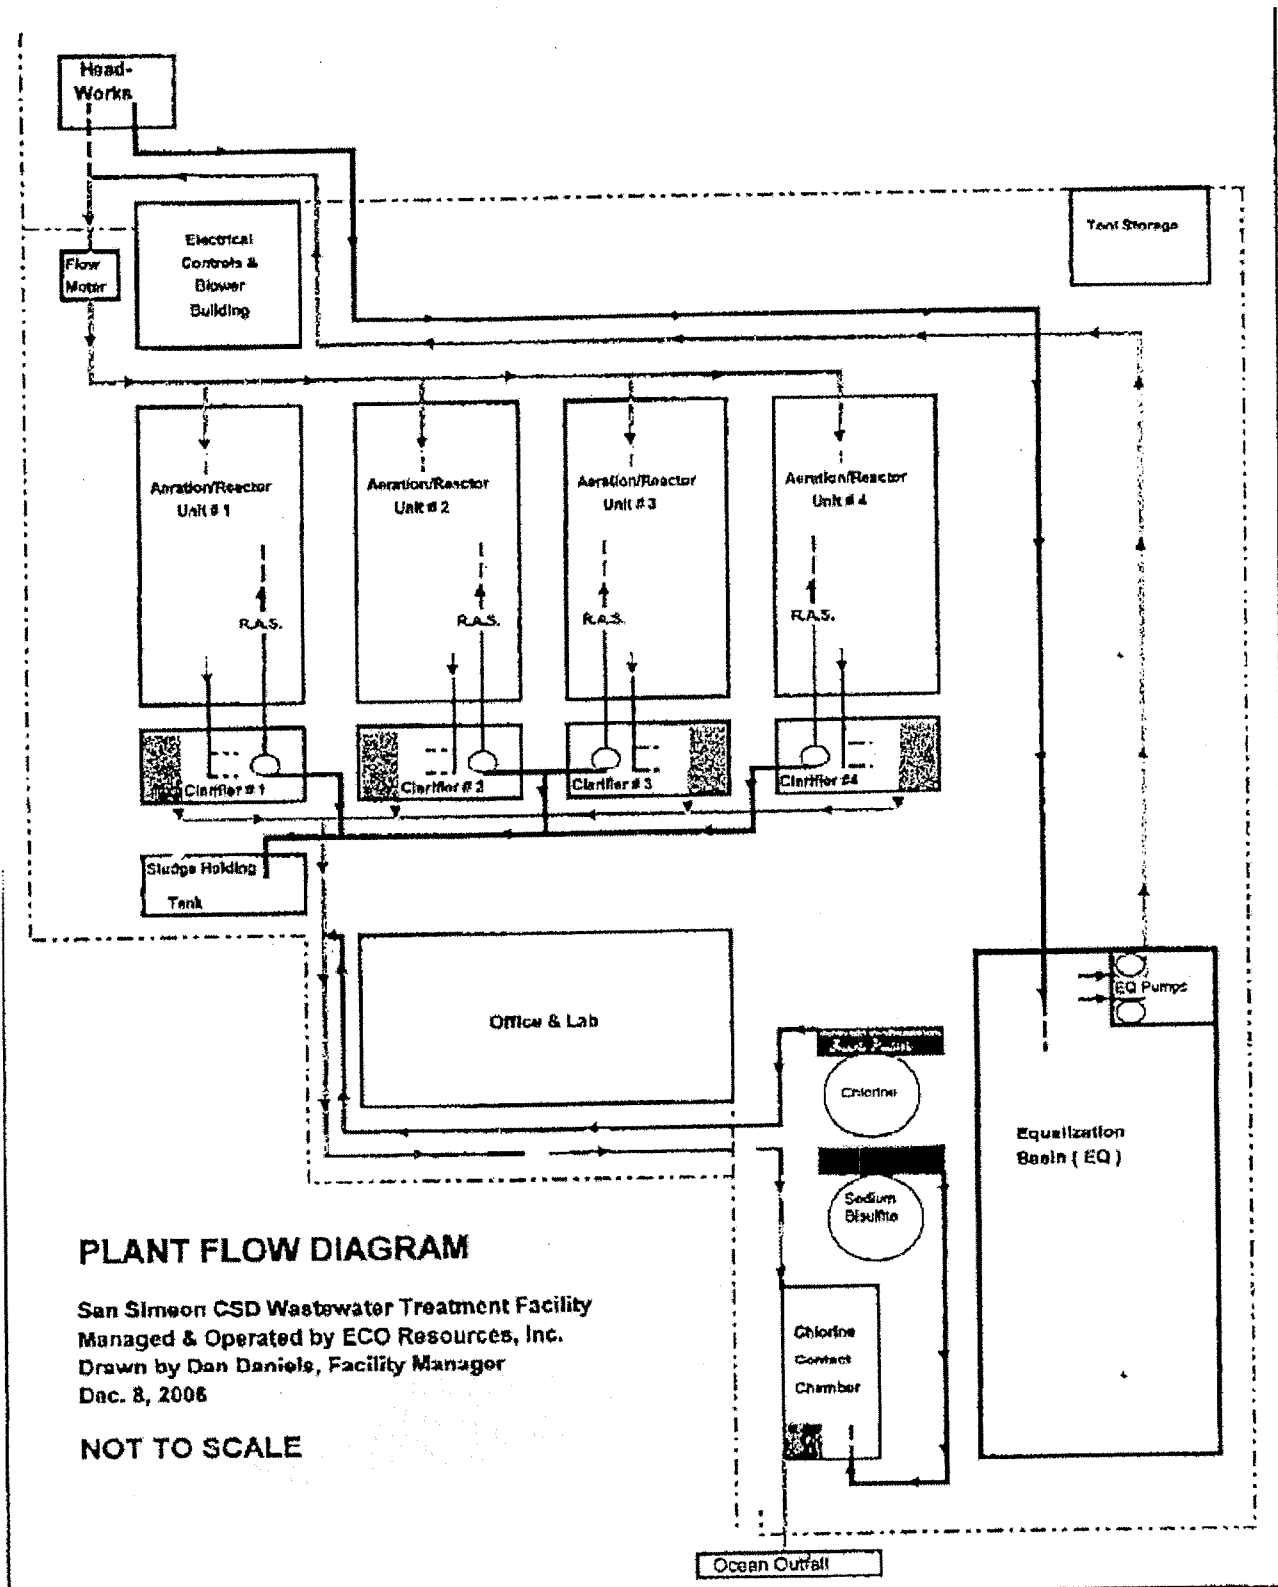 Head-
Works
Electrical
Controls &
Blower
Building
Tool Storage
Flow
Meter
Aeration/Reactor
Unit # 1
Aeration/Reactor
Unit # 2
Aeration/Reactor
Unit # 3
Aeration/Reactor
Unit # 4
R.A.S.
R.A.S.
R.A.S.
R.A.S.
Clarifier # 1
Clarifier # 2
Clarifier # 3
Clarifier #4
Sludge Holding
Tank
Office & Lab
EQ Pumps
Chlorine
Equalization
Basin ( EQ )
Sodium
Bisulfite
PLANT FLOW DIAGRAM
San Simeon CSD Wastewater Treatment Facility
Managed & Operated by ECO Resources, Inc.
Drawn by Dan Daniels, Facility Manager
Dec. 8, 2006
NOT TO SCALE
Chlorine
Contact
Chamber
Ocean Outfall